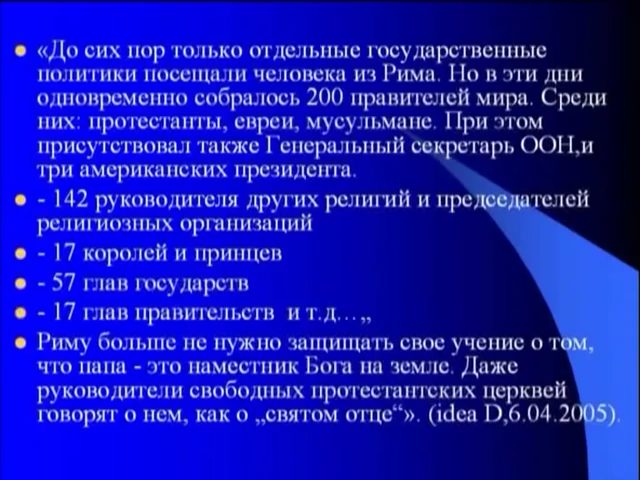 «До сих пор только отдельные государственные
политики посещали человека из Рима. Но в эти дни
одновременно собралось 200 правителей мира. Среди
них: протестанты, евреи, мусульмане. При этом
присутствовал также Генеральный секретарь ООН,и
три американских президента.
- 142 руководителя других религий и председателей
религиозных организаций
- 17 королей и принцев
- 57 глав государств
- 17 глав правительств и т.д…„
Риму больше не нужно защищать свое учение о том,
что папа - это наместник Бога на земле. Даже
руководители свободных протестантских церквей
говорят о нем, как о „святом отце“». (idea D,6.04.2005).